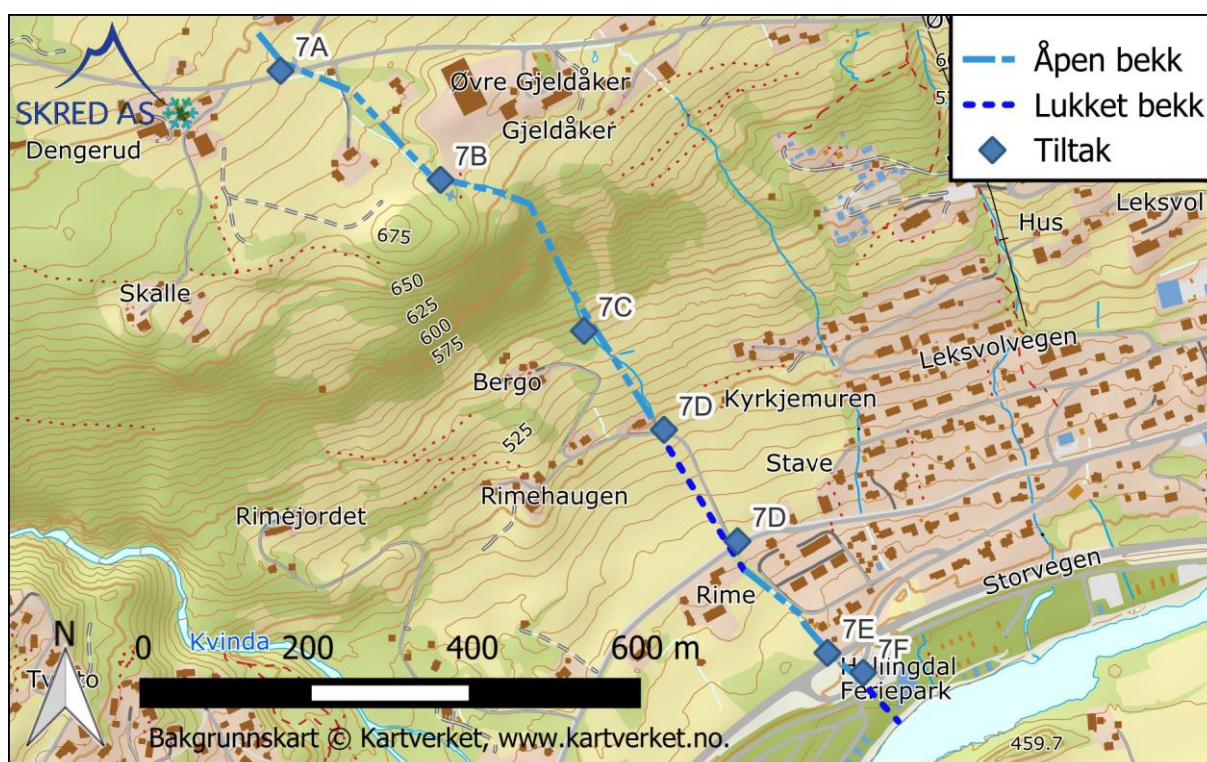 7A
SKRED AS
Dengerud
Øvre Gjeldåker
Gjeldåker
7B
Åpen bekk
Lukket bekk
Tiltak
Hus
Leksvol
675
Skalle
650
625
600
575
7C
Bergo
Leksvolvegen
7D
Kyrkjemuren
525
Stave
Rimehaugen
Rimejordet
7D
Storvegen
Rime
N
0
200
400
600 m
Kvinda
7E
7F
Feriepark
Bakgrunnskart © Kartverket, www.kartverket.no.
459.7